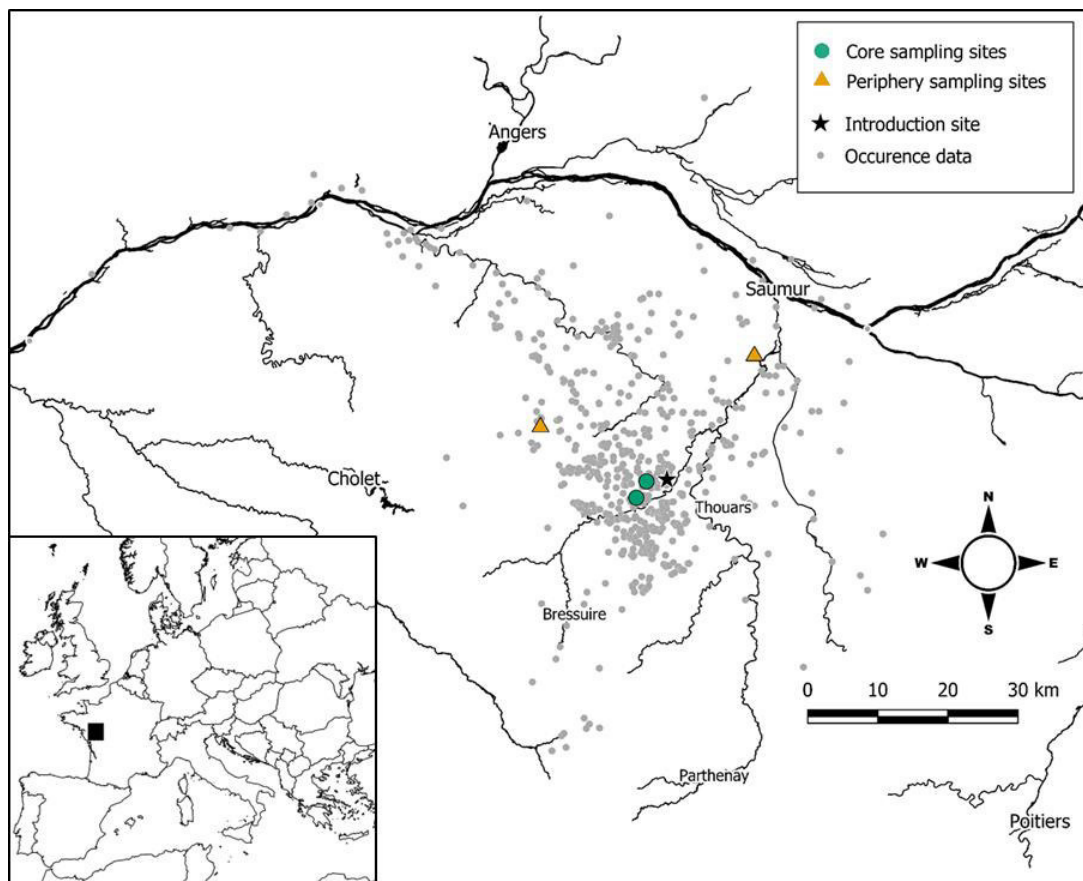 Core sampling sites
Periphery sampling sites
Introduction site
Occurence data
Angers
Saumur
Cholet
Thouars
Bressuire
N
W E
S
0 10 20 30 km
Parthenay
Poitiers